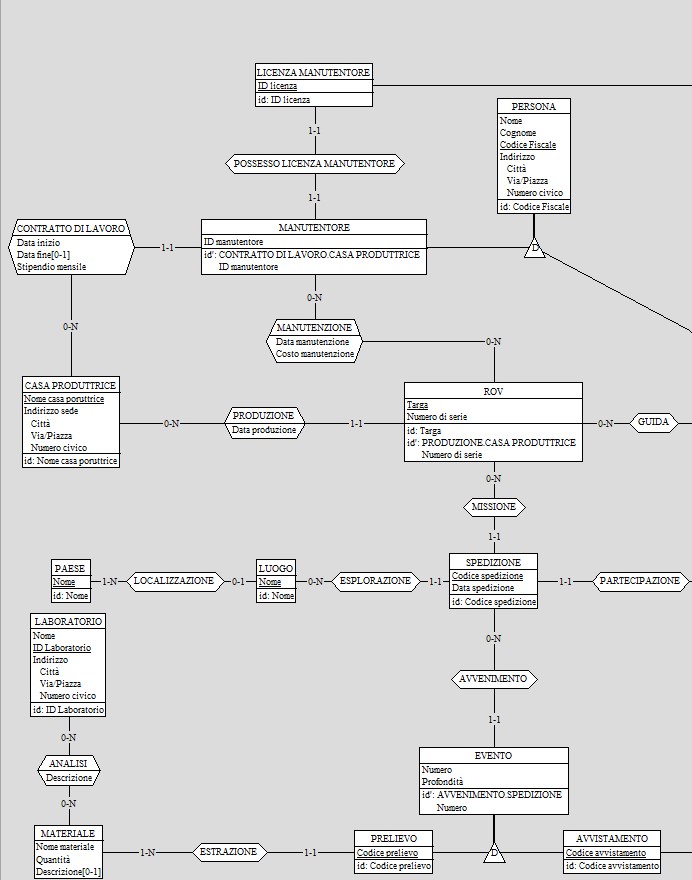 LICENZA MANUTENTORE
ID licenza
id: ID licenza
1-1
POSSESSO LICENZA MANUTENTORE
1-1
PERSONA
Nome
Cognome
Codice Fiscale
Indirizzo
Città
Via/Piazza
Numero civico
id: Codice Fiscale
D
CONTRATTO DI LAVORO
Data inizio
Data fine[0-1]
Stipendio mensile
1-1
MANUTENTORE
ID manutentore
id': CONTRATTO DI LAVORO.CASA PRODUTTRICE
ID manutentore
0-N
0-N
MANUTENZIONE
Data manutenzione
Costo manutenzione
0-N
CASA PRODUTTRICE
Nome casa poruttrice
Indirizzo sede
Città
Via/Piazza
Numero civico
id: Nome casa poruttrice
0-N
PRODUZIONE
Data produzione
1-1
ROV
Targa
Numero di serie
id: Targa
id': PRODUZIONE.CASA PRODUTTRICE
Numero di serie
0-N
GUIDA
0-N
MISSIONE
1-1
PAESE
Nome
id: Nome
1-N
LOCALIZZAZIONE
0-1
LUOGO
Nome
id: Nome
0-N
ESPLORAZIONE
1-1
SPEDIZIONE
Codice spedizione
Data spedizione
id: Codice spedizione
1-1
PARTECIPAZIONE
LABORATORIO
Nome
ID Laboratorio
Indirizzo
Città
Via/Piazza
Numero civico
id: ID Laboratorio
0-N
AVVENIMENTO
1-1
0-N
ANALISI
Descrizione
0-N
EVENTO
Numero
Profondità
id': AVVENIMENTO.SPEDIZIONE
Numero
MATERIALE
Nome materiale
Quantità
Descrizione[0-1]
1-N
ESTRAZIONE
1-1
PRELIEVO
Codice prelievo
id: Codice prelievo
D
AVVISTAMENTO
Codice avvistamento
id: Codice avvistamento